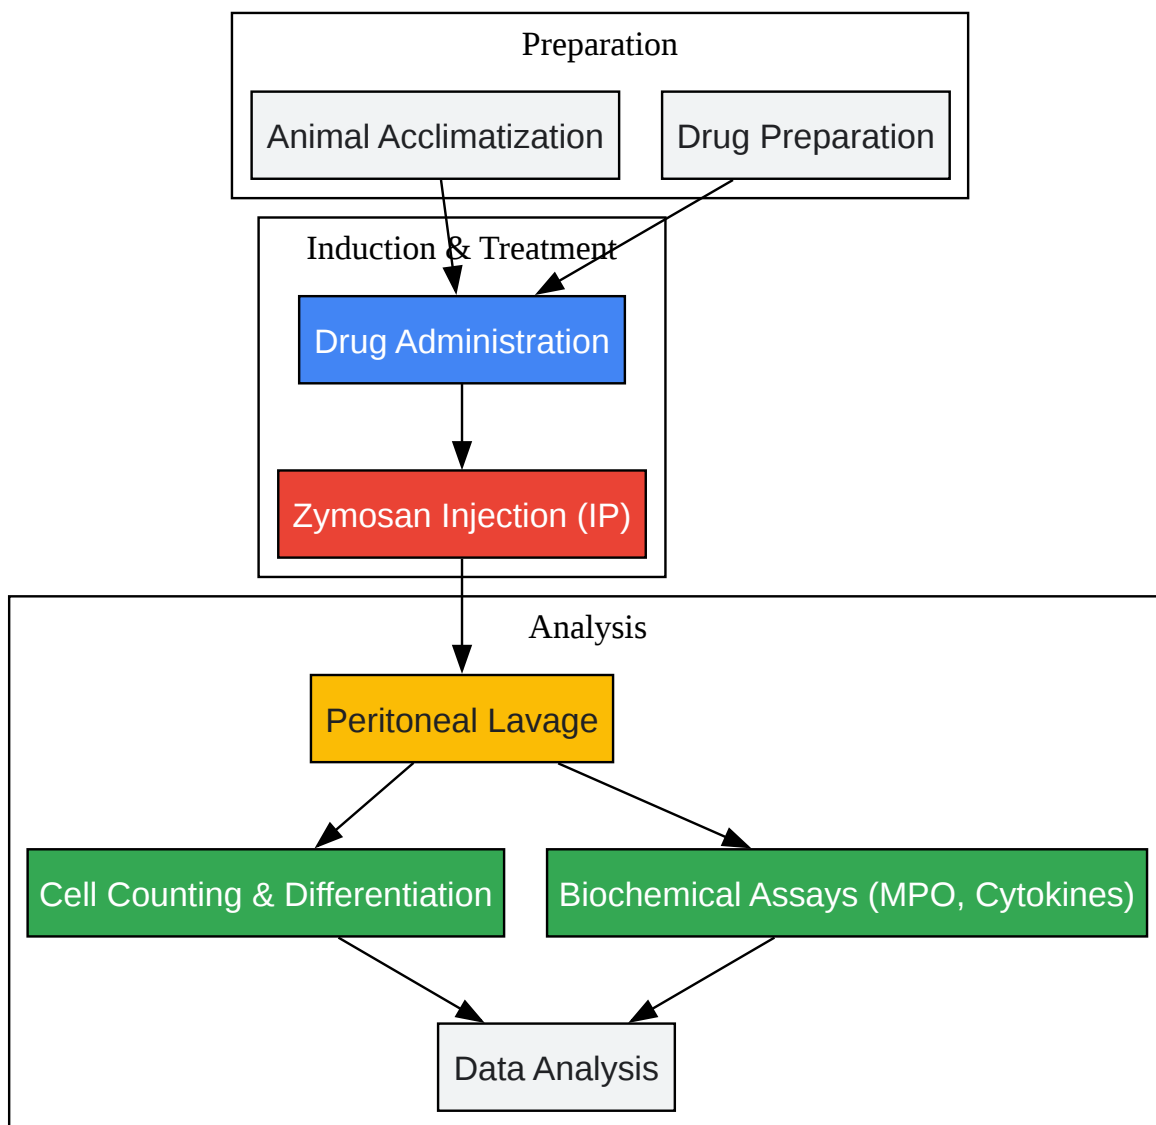 Preparation
Animal Acclimatization
Drug Preparation
Induction & Treatment
Drug Administration
Zymosan Injection (IP)
Analysis
Peritoneal Lavage
Cell Counting & Differentiation
Biochemical Assays (MPO, Cytokines)
Data Analysis